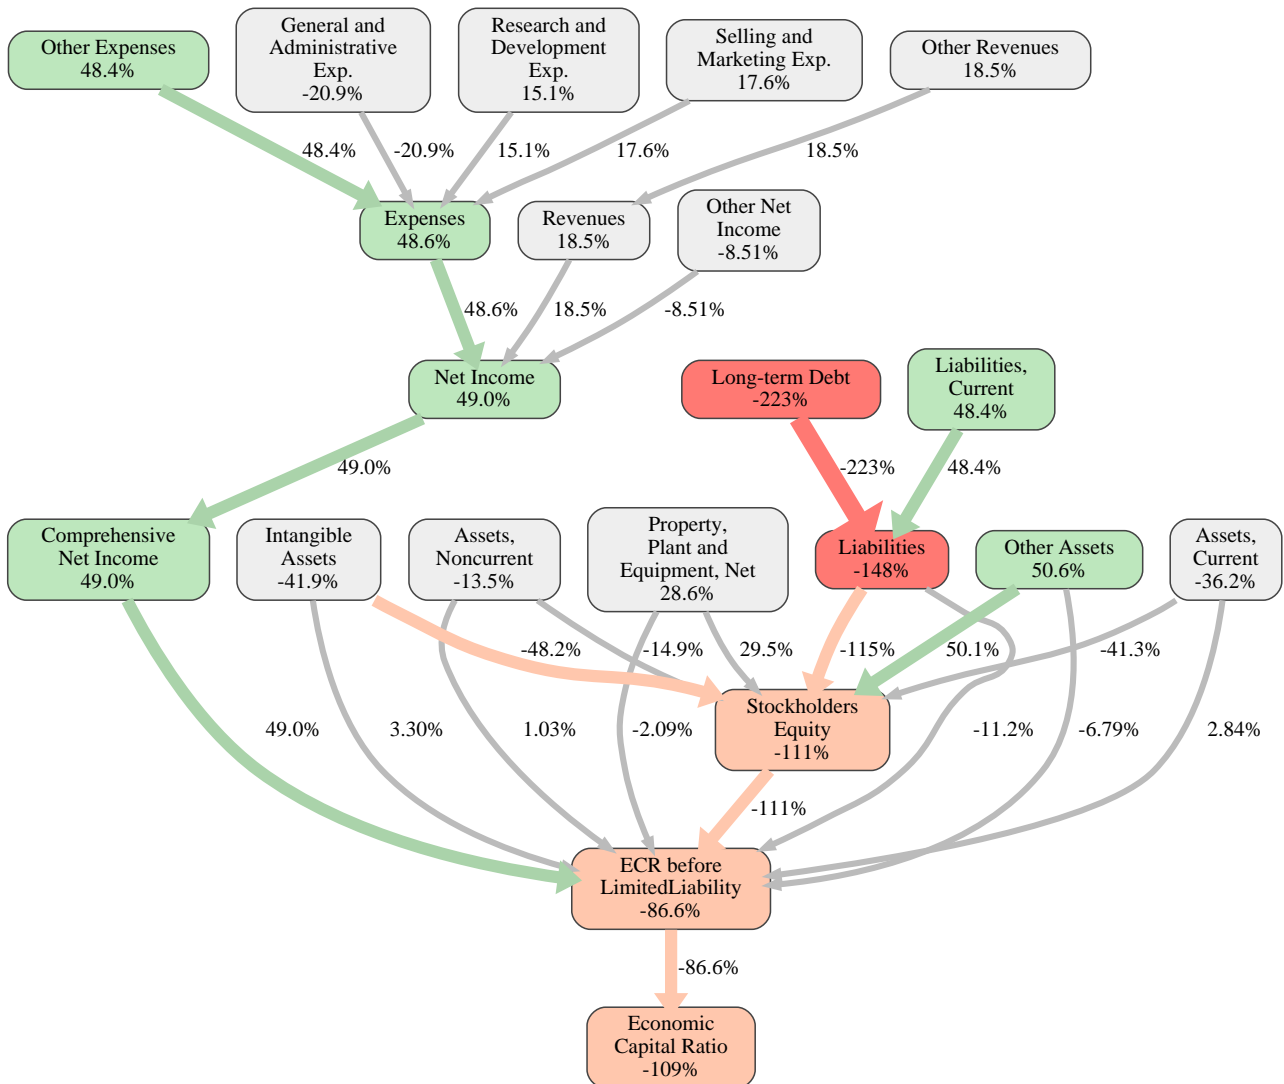 Other Expenses
48.4%
General and
Administrative
Exp.
-20.9%
Research and
Development
Exp.
15.1%
Selling and
Marketing Exp.
17.6%
Other Revenues
18.5%
48.4%
-20.9%
15.1%
17.6%
18.5%
Expenses
48.6%
Revenues
18.5%
Other Net
Income
-8.51%
48.6%
18.5%
-8.51%
Net Income
49.0%
Long-term Debt
-223%
Liabilities,
Current
48.4%
49.0%
-223%
48.4%
Comprehensive
Net Income
49.0%
Intangible
Assets
-41.9%
Assets,
Noncurrent
-13.5%
Property,
Plant and
Equipment, Net
28.6%
Liabilities
-148%
Other Assets
50.6%
Assets,
Current
-36.2%
-48.2%
-14.9%
29.5%
-115%
50.1%
-41.3%
49.0%
3.30%
1.03%
-2.09%
Stockholders
Equity
-111%
-11.2%
-6.79%
2.84%
-111%
ECR before
LimitedLiability
-86.6%
-86.6%
Economic
Capital Ratio
-109%